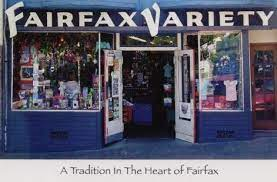 FAIRFAX VARIETY
A Tradition In The Heart of Fairfax